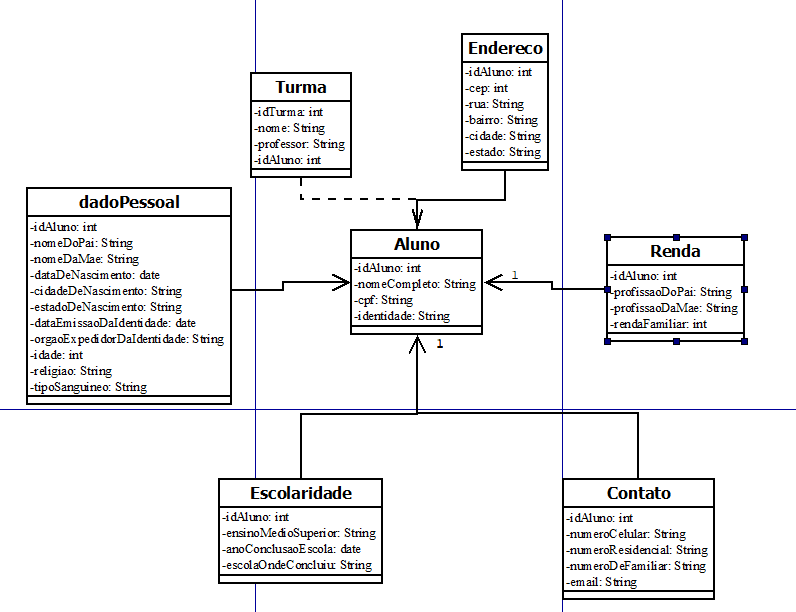 Endereco
-idAluno: int
-cep: int
-rua: String
-bairro: String
-cidade: String
-estado: String
Turma
-idTurma: int
-nome: String
-professor: String
-idAluno: int
dadoPessoal
-idAluno: int
-nomeDoPai: String
-nomeDaMae: String
-dataDeNascimento: date
-cidadeDeNascimento: String
-estadoDeNascimento: String
-dataEmissaoDaIdentidade: date
-orgaoExpedidorDaIdentidade: String
-idade: int
-religiao: String
-tipoSanguineo: String
Aluno
-idAluno: int
-nomeCompleto: String
-cpf: String
-identidade: String
1
1
Renda
-idAluno: int
-profissaoDoPai: String
-profissaoDaMae: String
-rendaFamiliar: int
Escolaridade
-idAluno: int
-ensinoMedioSuperior: String
-anoConclusaoEscola: date
-escolaOndeConcluiu: String
Contato
-idAluno: int
-numeroCelular: String
-numeroResidencial: String
-numeroDeFamiliar: String
-email: String